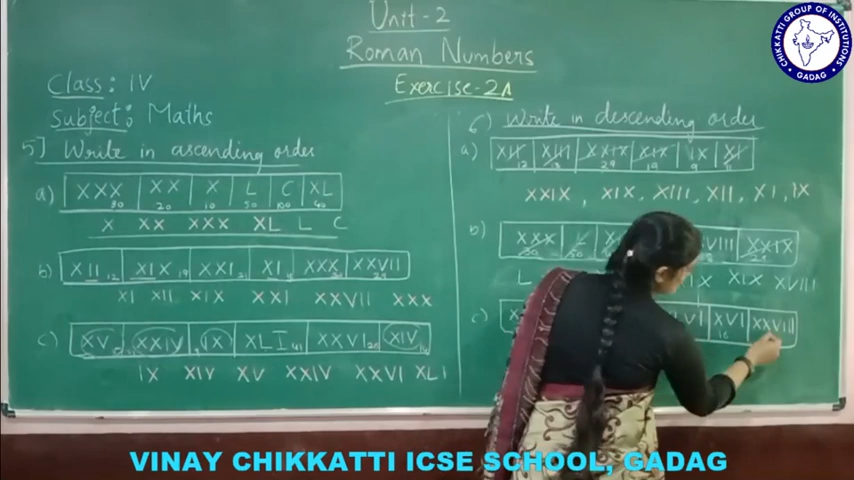 Unit-2
Roman Numbers
Exercise-2A
Class: IV
Subject: Maths
5] Write in ascending order
a) XXX 30 XX 20 X 10 L 50 C 100 XL 40
X XX XXX XL L C
b) XII 12 XIX 19 XXI 21 XI XXX XXVII
XI XII XIX XXI XXVII XXX
c) XV XXIV IX XLI 41 XXVI XIV
IX XIV XV XXIV XXVI XLI
6) Write in descending order
a) XII 12 XIII 13 XXIX 29 XIX 19 IX 9 XI 11
XXIX, XIX, XIII, XII, XI, IX
b) XXX 30 L 50 XXIX
L XIX XVIII
c) XVI 16 XXVIII
CHIKKATTI GROUP OF INSTITUTIONS
GADAG
VINAY CHIKKATTI ICSE SCHOOL, GADAG